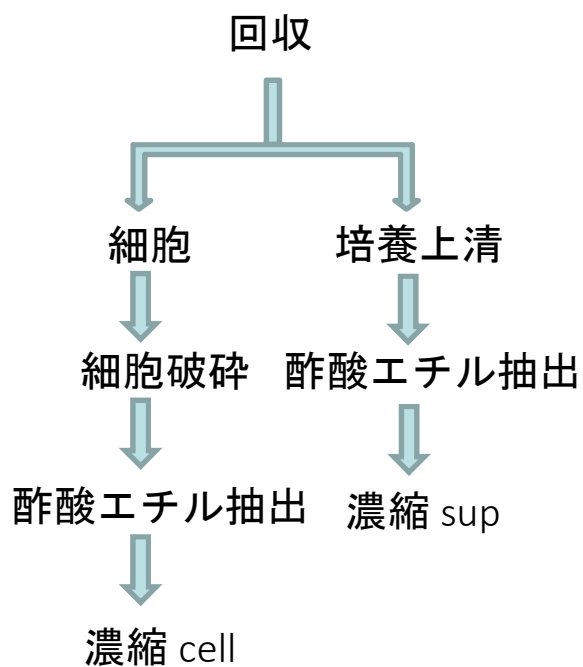 回収
細胞
培養上清
細胞破砕
酢酸エチル抽出
酢酸エチル抽出
濃縮 sup
濃縮 cell